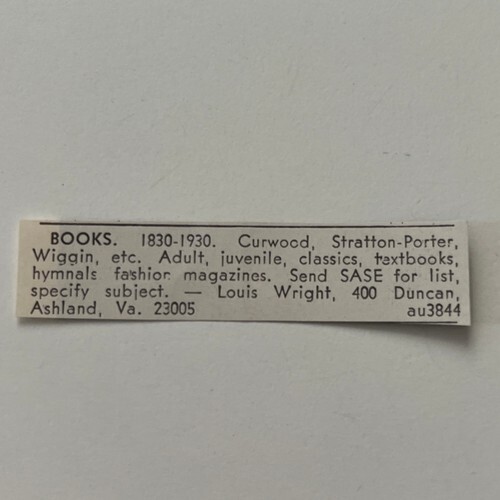 BOOKS. 1830-1930. Curwood, Stratton-Porter,
Wiggin, etc. Adult, juvenile, classics, textbooks,
hymnals fashion magazines. Send SASE for list,
specify subject. — Louis Wright, 400 Duncan,
Ashland, Va. 23005 au3844